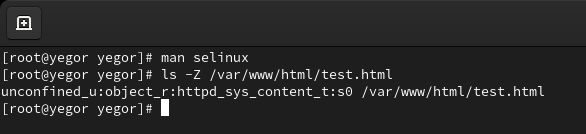 [root@yegor yegor]# man selinux
[root@yegor yegor]# ls -Z /var/www/html/test.html
unconfined_u:object_r:httpd_sys_content_t:s0 /var/www/html/test.html
[root@yegor yegor]#